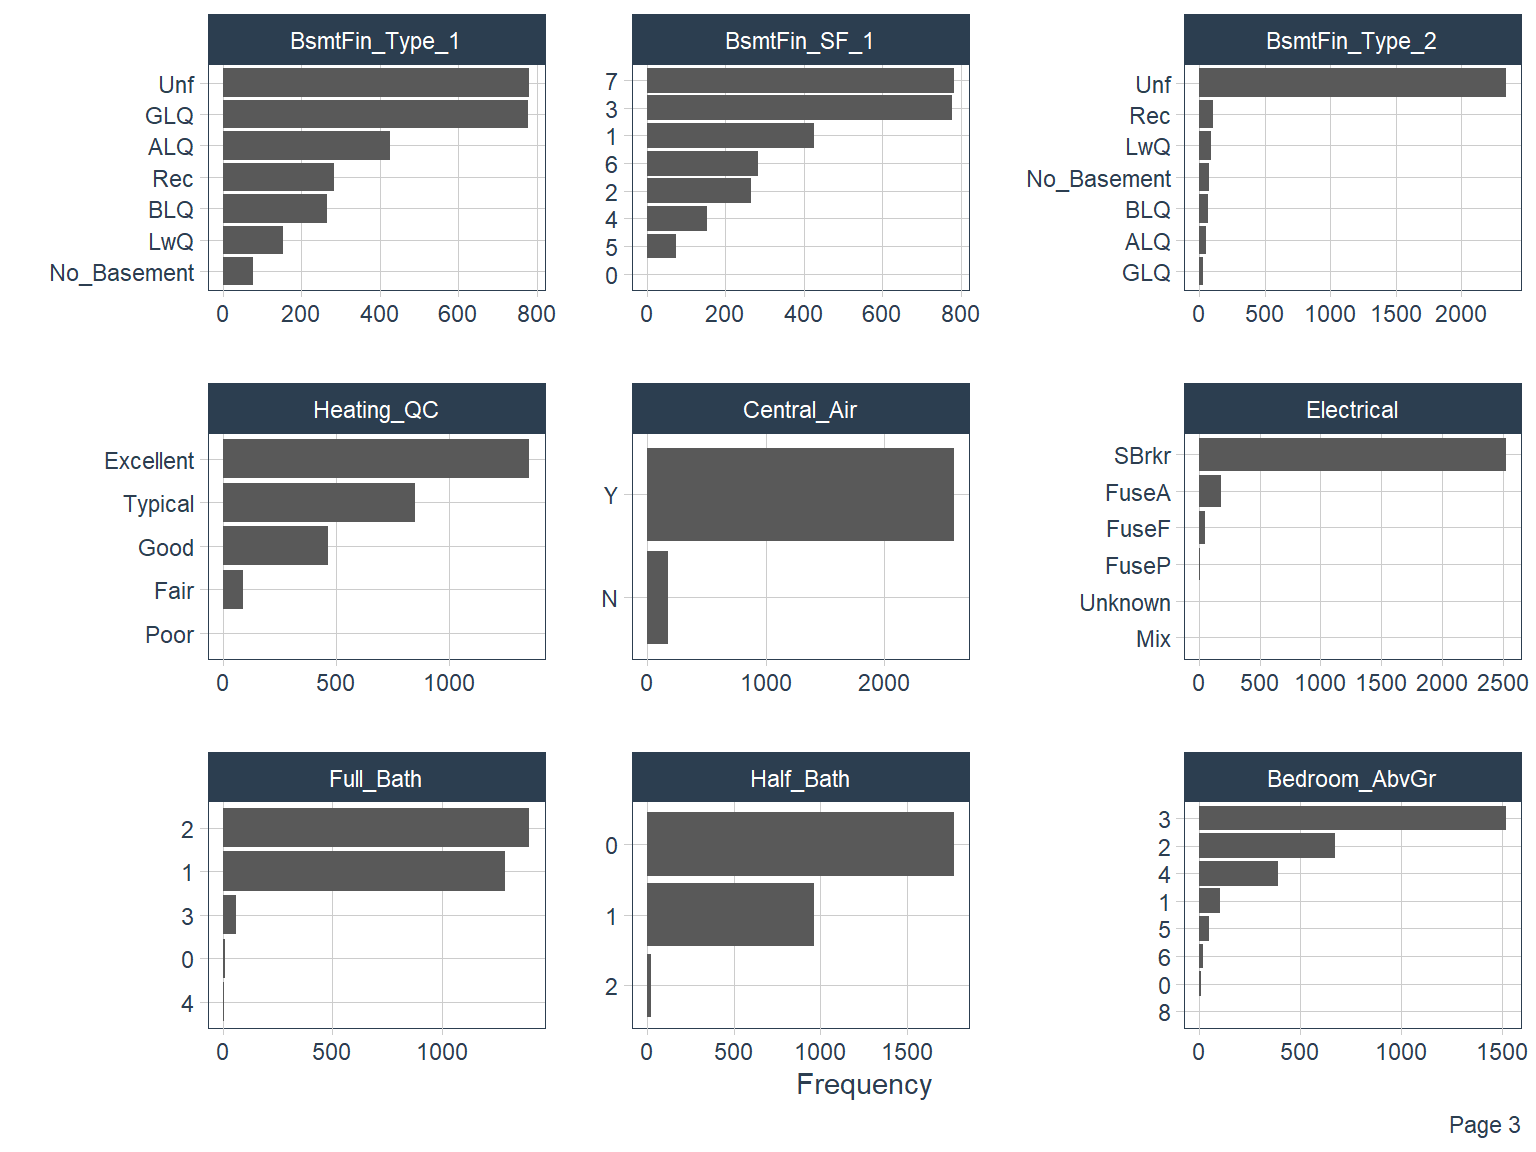 BsmtFin_Type_1
Unf
GLQ
ALQ
Rec
BLQ
LwQ
No_Basement
0 200 400 600 800
BsmtFin_SF_1
7
3
1
6
2
4
5
0
0 200 400 600 800
BsmtFin_Type_2
Unf
Rec
LwQ
No_Basement
BLQ
ALQ
GLQ
0 500 1000 1500 2000
Heating_QC
Excellent
Typical
Good
Fair
Poor
0 500 1000
Central_Air
Y
N
0 1000 2000
Electrical
SBrkr
FuseA
FuseF
FuseP
Unknown
Mix
0 500 1000 1500 2000 2500
Full_Bath
2
1
3
0
4
0 500 1000
Half_Bath
0
1
2
0 500 1000 1500
Bedroom_AbvGr
3
2
4
1
5
6
0
8
0 500 1000 1500
Frequency
Page 3